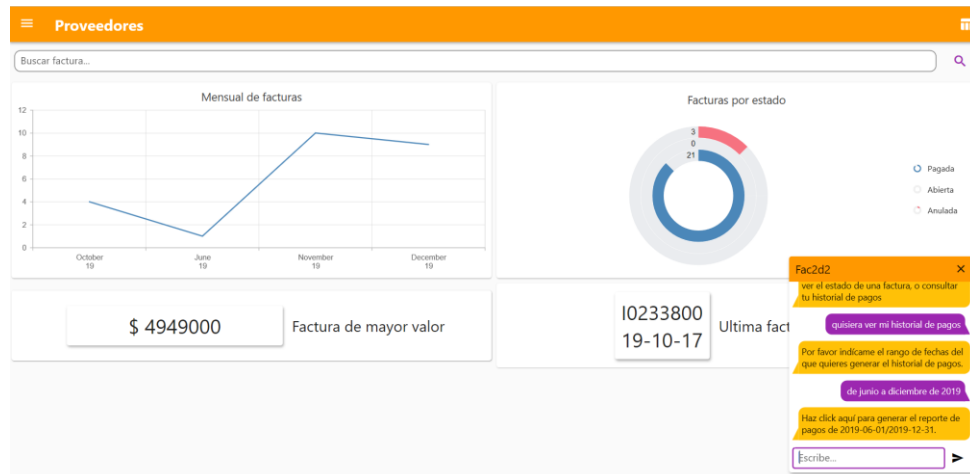 Proveedores
Buscar factura...
Mensual de facturas
12
10
8
6
4
2
0
October
19
June
19
November
19
December
19
Facturas por estado
3
0
21
Pagada
Abierta
Anulada
$ 4949000
Factura de mayor valor
I0233800
19-10-17
Ultima fact
Fac2d2
ver el estado de una factura, o consultar
tu historial de pagos
quisiera ver mi historial de pagos
Por favor indícame el rango de fechas del
que quieres generar el historial de pagos.
de junio a diciembre de 2019
Haz click aquí para generar el reporte de
pagos de 2019-06-01/2019-12-31.
Escribe...